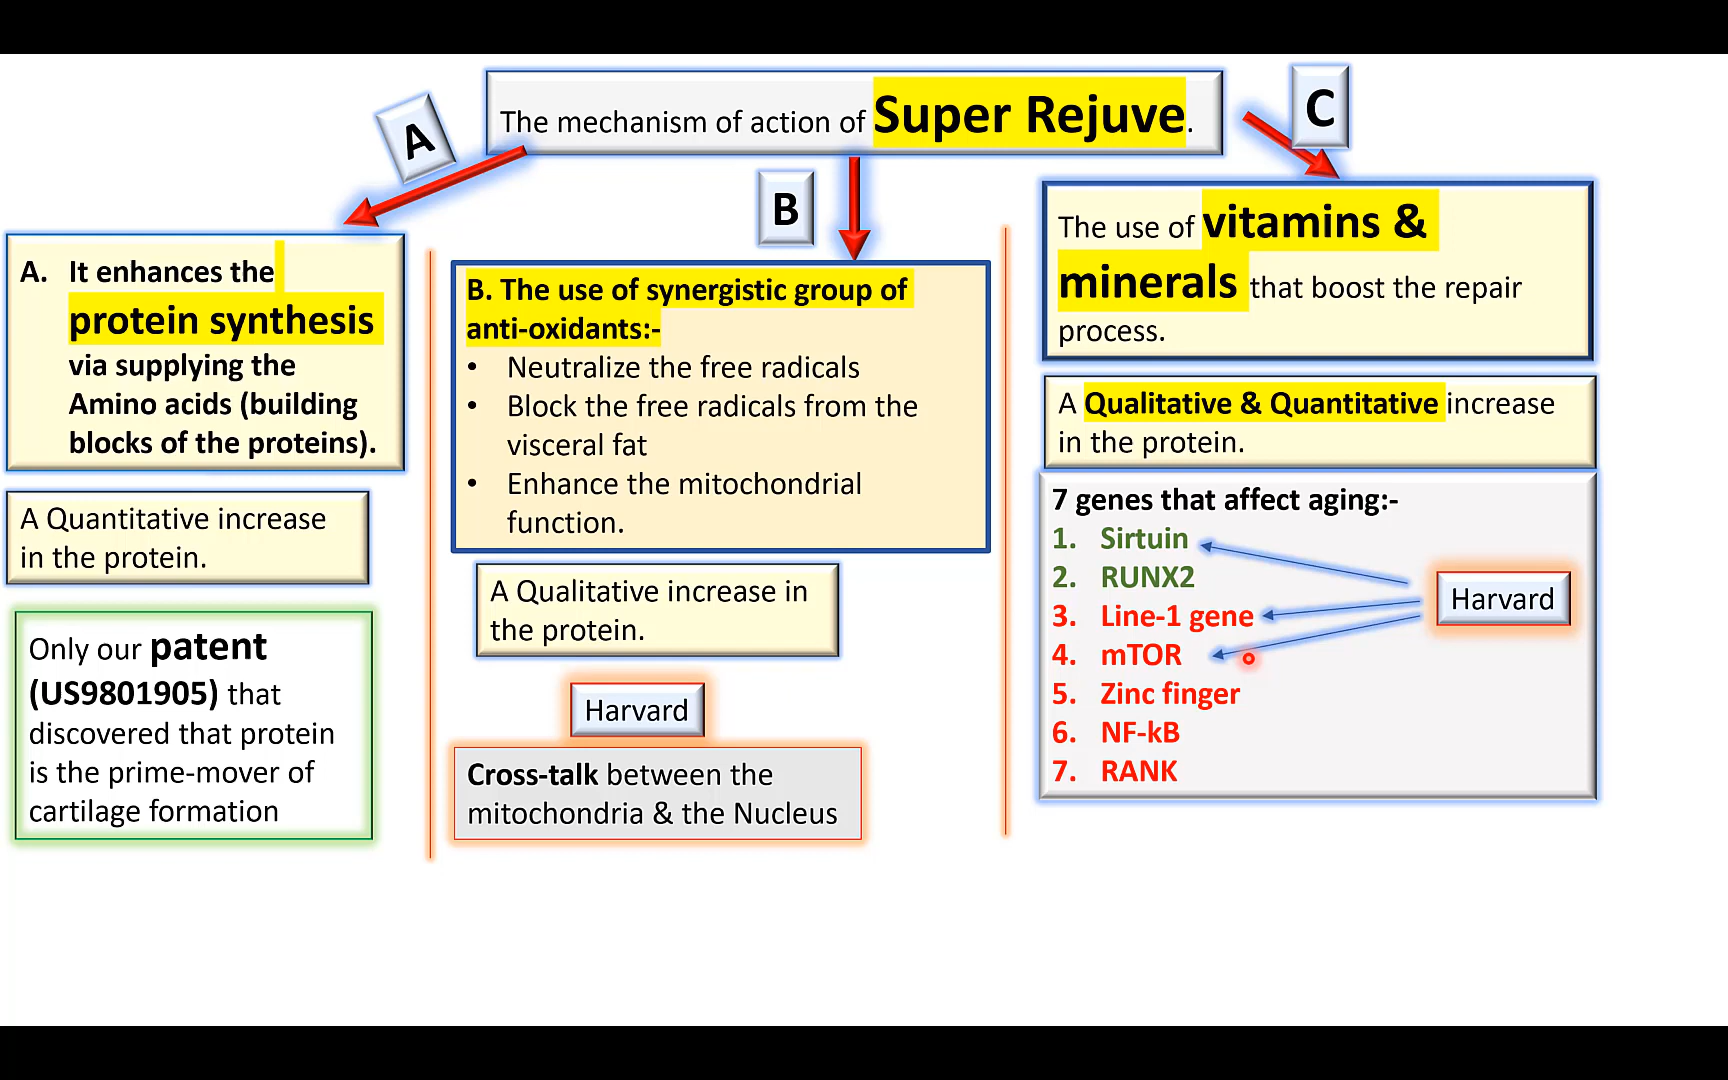 The mechanism of action of Super Rejuve.
A
B
C
A. It enhances the
protein synthesis
via supplying the
Amino acids (building
blocks of the proteins).
A Quantitative increase
in the protein.
Only our patent
(US9801905) that
discovered that protein
is the prime-mover of
cartilage formation
B. The use of synergistic group of
anti-oxidants:-
• Neutralize the free radicals
• Block the free radicals from the
visceral fat
• Enhance the mitochondrial
function.
A Qualitative increase in
the protein.
Harvard
Cross-talk between the
mitochondria & the Nucleus
The use of vitamins &
minerals that boost the repair
process.
A Qualitative & Quantitative increase
in the protein.
7 genes that affect aging:-
1. Sirtuin
2. RUNX2
3. Line-1 gene
4. mTOR
5. Zinc finger
6. NF-kB
7. RANK
Harvard